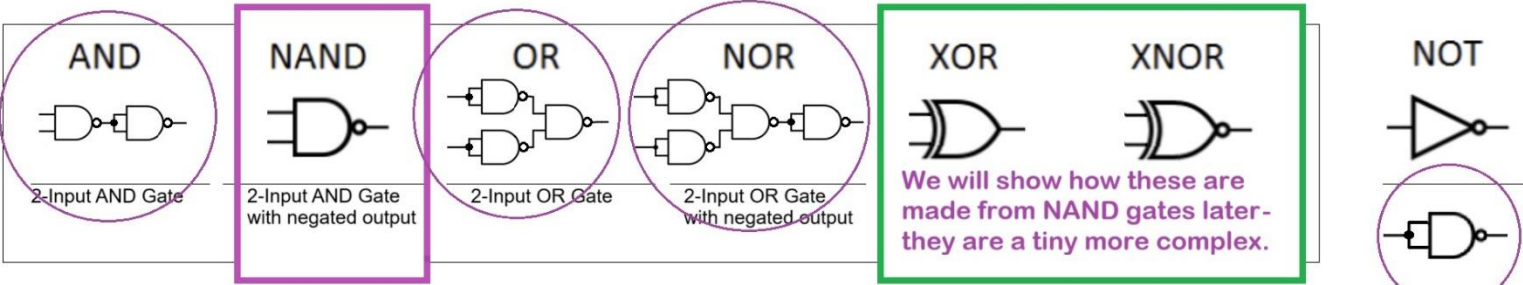 AND
NAND
OR
NOR
XOR
XNOR
NOT
2-Input AND Gate
2-Input AND Gate
with negated output
2-Input OR Gate
2-Input OR Gate
with negated output
We will show how these are
made from NAND gates later-
they are a tiny more complex.